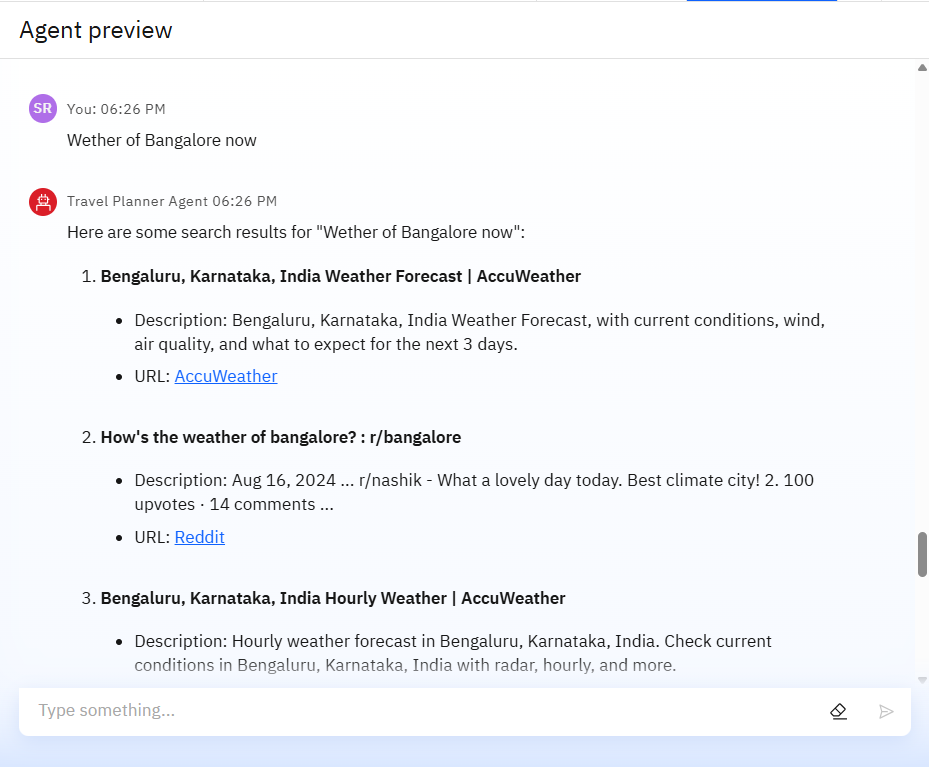 Agent preview
SR
You: 06:26 PM
Wether of Bangalore now
Travel Planner Agent 06:26 PM
Here are some search results for "Wether of Bangalore now":
1. Bengaluru, Karnataka, India Weather Forecast | AccuWeather
• Description: Bengaluru, Karnataka, India Weather Forecast, with current conditions, wind,
air quality, and what to expect for the next 3 days.
• URL: AccuWeather
2. How's the weather of bangalore? : r/bangalore
• Description: Aug 16, 2024 ... r/nashik - What a lovely day today. Best climate city! 2. 100
upvotes · 14 comments ...
• URL: Reddit
3. Bengaluru, Karnataka, India Hourly Weather | AccuWeather
• Description: Hourly weather forecast in Bengaluru, Karnataka, India. Check current
conditions in Bengaluru, Karnataka, India with radar, hourly, and more.
Type something...